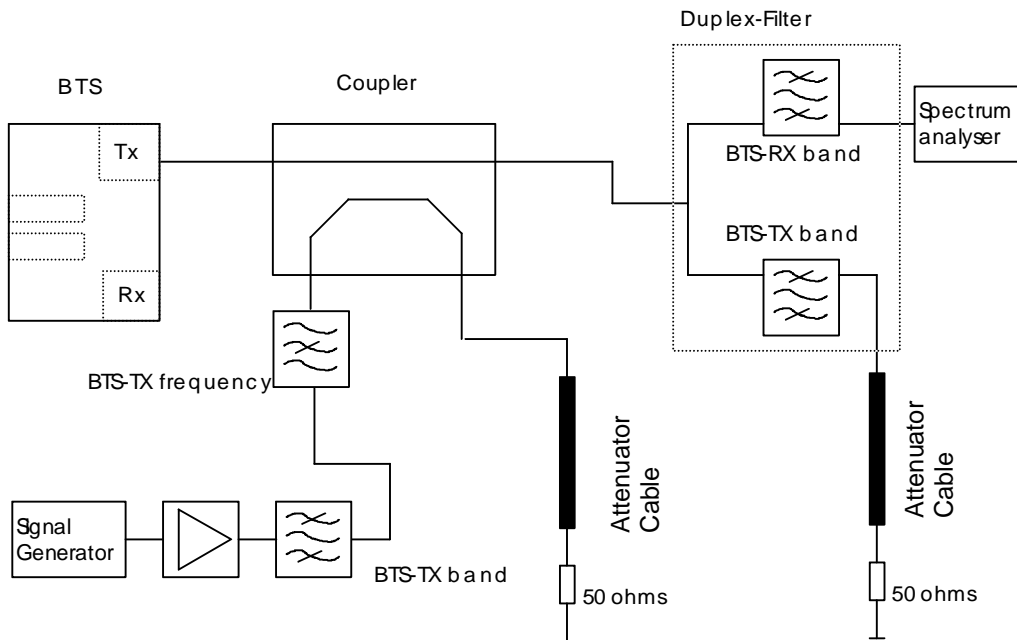 Duplex-Filter
BTS
Coupler
Tx
Rx
Spectrum
analyser
BTS-RX band
BTS-TX band
BTS-TX frequency
Attenuator
Cable
Attenuator
Cable
Signal
Generator
BTS-TX band
50 ohms
50 ohms